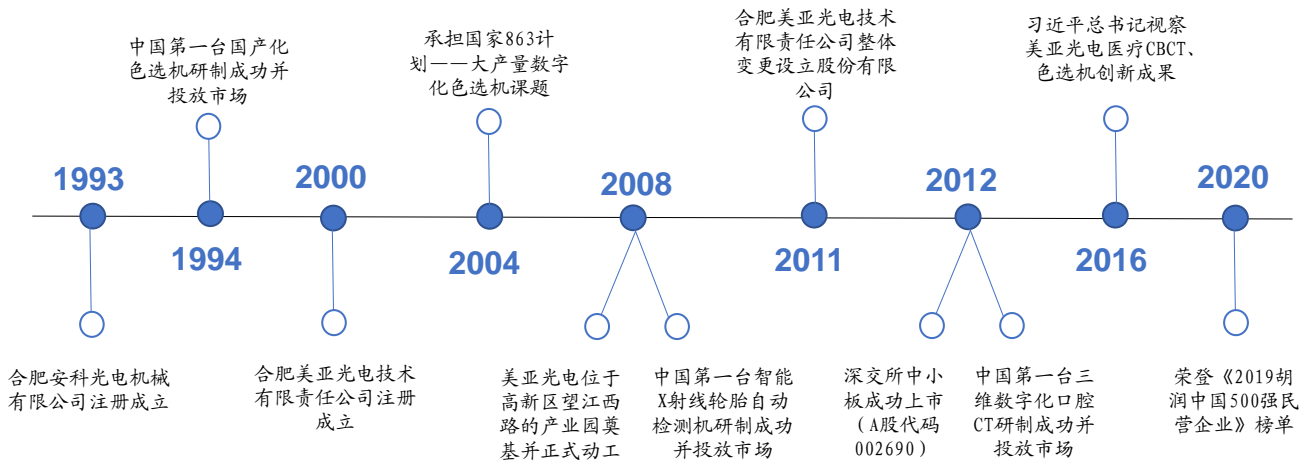 中国第一台国产化
色选机研制成功并
投放市场
承担国家863计
划——大产量数字
化色选机课题
合肥美亚光电技术
有限责任公司整体
变更设立股份有限
公司
习近平总书记视察
美亚光电医疗CBCT、
色选机创新成果
1993
2000
2008
2012
2020
1994
2004
2011
2016
合肥安科光电机械
有限公司注册成立
合肥美亚光电技术
有限责任公司注册
成立
美亚光电位于
高新区望江西
路的产业园奠
基并正式动工
中国第一台智能
X射线轮胎自动
检测机研制成功
并投放市场
深交所中小
板成功上市
（A股代码
002690）
中国第一台三
维数字化口腔
CT研制成功并
投放市场
荣登《2019胡
润中国500强民
营企业》榜单